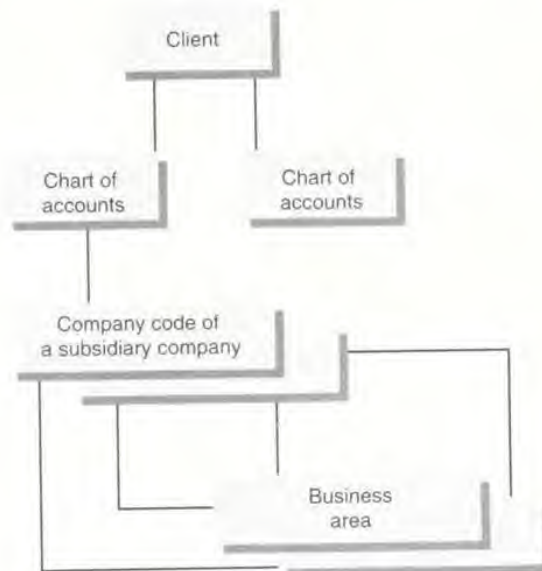 Client
Chart of
accounts
Chart of
accounts
Company code of
a subsidiary company
Business
area